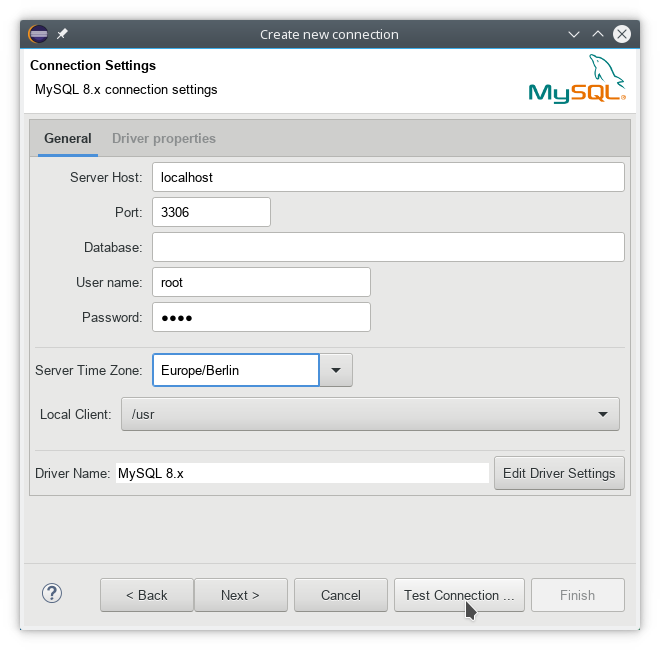 Create new connection
Connection Settings
MySQL 8.x connection settings
MySQL®
General Driver properties
Server Host: localhost
Port: 3306
Database:
User name: root
Password: ●●●●
Server Time Zone: Europe/Berlin
Local Client: /usr
Driver Name: MySQL 8.x Edit Driver Settings
? < Back Next > Cancel Test Connection ... Finish